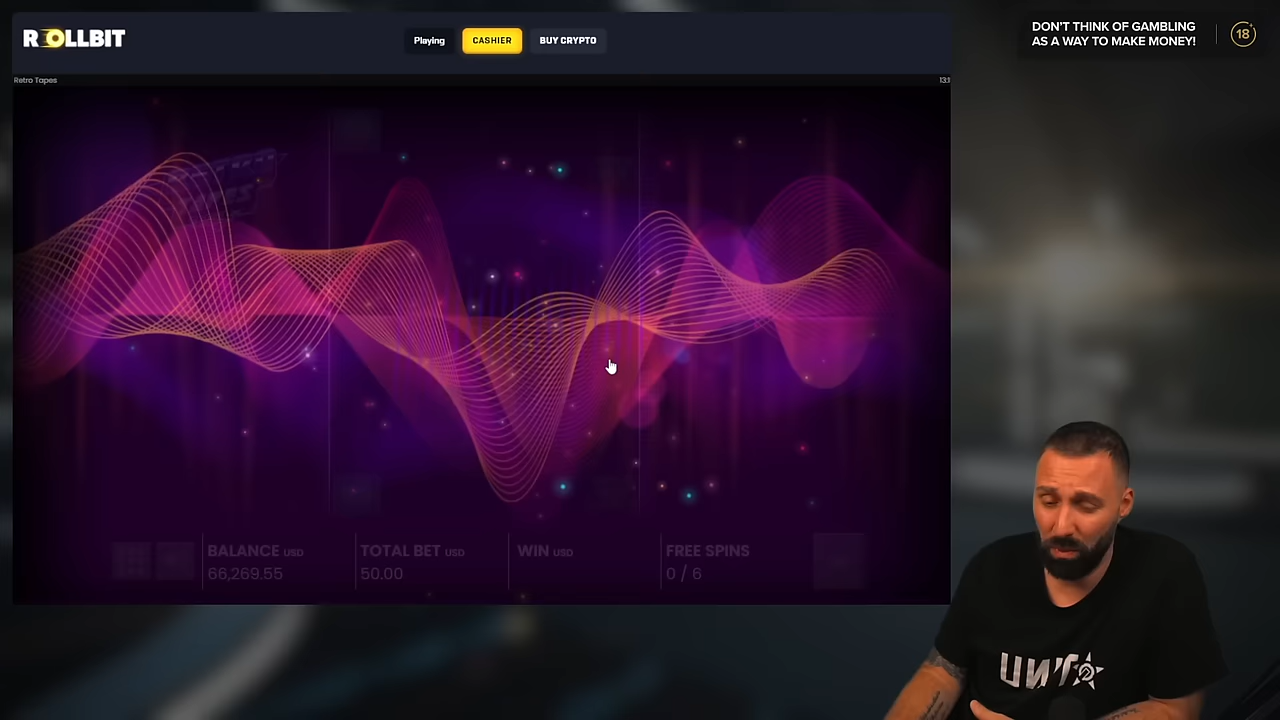 ROLLBIT
Playing
CASHIER
BUY CRYPTO
DON'T THINK OF GAMBLING
AS A WAY TO MAKE MONEY!
18
Retro Tapes
BALANCE USD
66,269.55
TOTAL BET USD
50.00
WIN USD
FREE SPINS
0 / 6